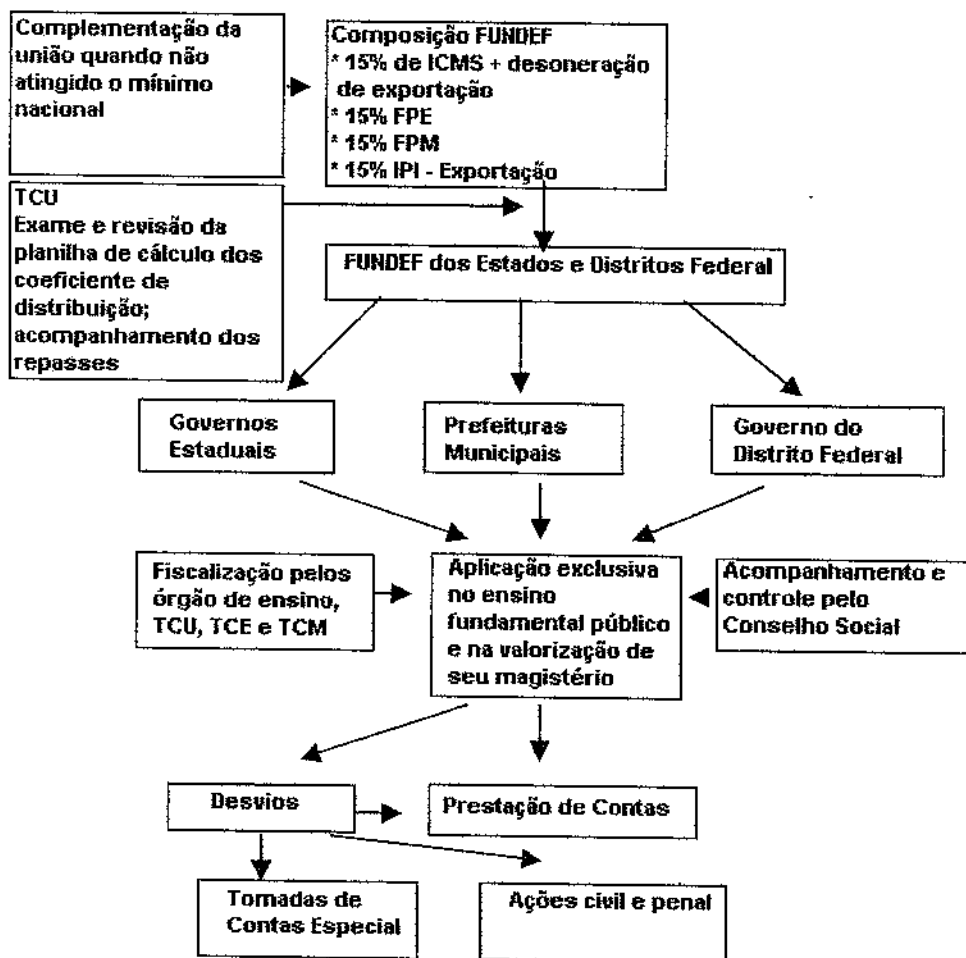 Complementação da
união quando não
atingido o mínimo
nacional
Composição FUNDEF
* 15% de ICMS + desoneração
de exportação
* 15% FPE
* 15% FPM
* 15% IPI - Exportação
TCU
Exame e revisão da
planilha de cálculo dos
coeficiente de
distribuição;
acompanhamento dos
repasses
FUNDEF dos Estados e Distritos Federal
Governos
Estaduais
Prefeituras
Municipais
Governo do
Distrito Federal
Fiscalização pelos
órgão de ensino,
TCU, TCE e TCM
Aplicação exclusiva
no ensino
fundamental público
e na valorização de
seu magistério
Acompanhamento e
controle pelo
Conselho Social
Desvios
Prestação de Contas
Tomadas de
Contas Especial
Ações civil e penal